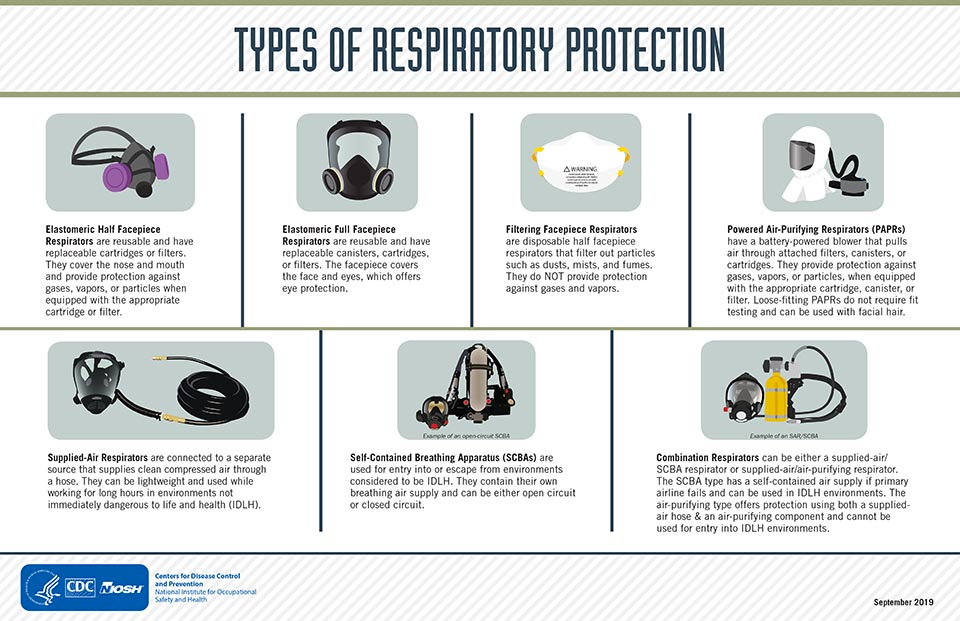 TYPES OF RESPIRATORY PROTECTION
Elastomeric Half Facepiece
Respirators are reusable and have
replaceable cartridges or filters.
They cover the nose and mouth
and provide protection against
gases, vapors, or particles when
equipped with the appropriate
cartridge or filter.
Elastomeric Full Facepiece
Respirators are reusable and have
replaceable canisters, cartridges,
or filters. The facepiece covers
the face and eyes, which offers
eye protection.
WARNING
Filtering Facepiece Respirators
are disposable half facepiece
respirators that filter out particles
such as dusts, mists, and fumes.
They do NOT provide protection
against gases and vapors.
Powered Air-Purifying Respirators (PAPRs)
have a battery-powered blower that pulls
air through attached filters, canisters, or
cartridges. They provide protection against
gases, vapors, or particles, when equipped
with the appropriate cartridge, canister, or
filter. Loose-fitting PAPRs do not require fit
testing and can be used with facial hair.
Supplied-Air Respirators are connected to a separate
source that supplies clean compressed air through
a hose. They can be lightweight and used while
working for long hours in environments not
immediately dangerous to life and health (IDLH).
Example of an open-circuit SCBA
Self-Contained Breathing Apparatus (SCBAs) are
used for entry into or escape from environments
considered to be IDLH. They contain their own
breathing air supply and can be either open circuit
or closed circuit.
Example of an SAR/SCBA
Combination Respirators can be either a supplied-air/
SCBA respirator or supplied-air/air-purifying respirator.
The SCBA type has a self-contained air supply if primary
airline fails and can be used in IDLH environments. The
air-purifying type offers protection using both a supplied-
air hose & an air-purifying component and cannot be
used for entry into IDLH environments.
CDC
NIOSH
Centers for Disease Control
and Prevention
National Institute for Occupational
Safety and Health
September 2019